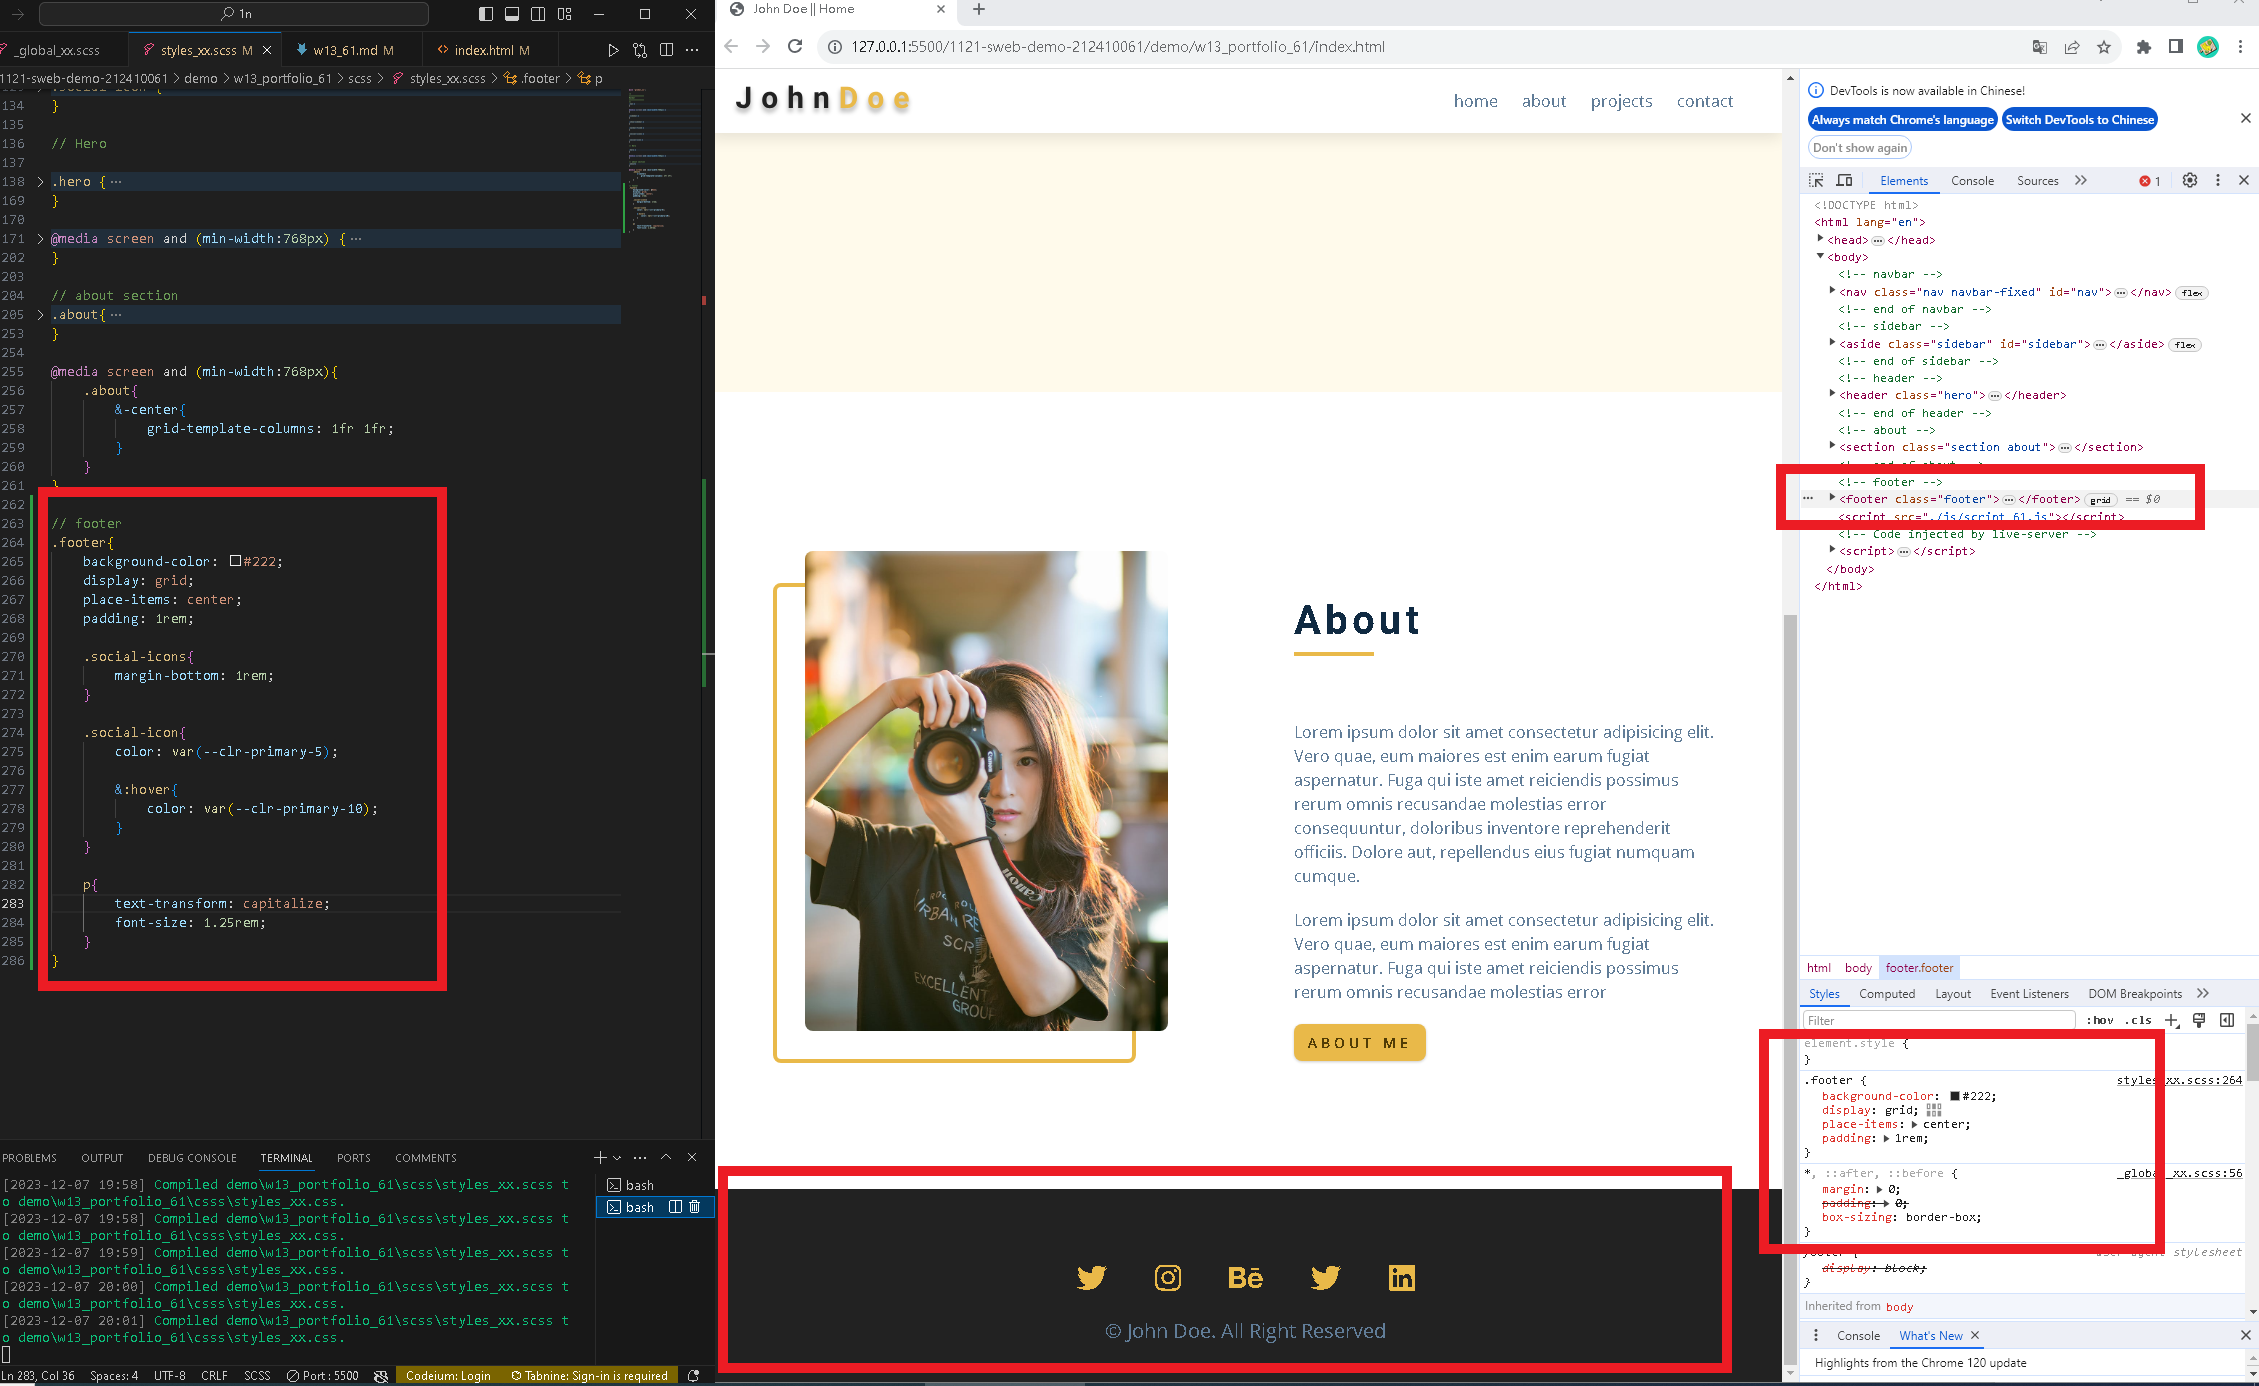 1n
_global_xx.scss
styles_xx.scss M
w13_61.md M
index.html M
1121-sweb-demo-212410061 > demo > w13_portfolio_61 > scss > styles_xx.scss > .footer > p
134 }
135
136 // Hero
137
138 .hero { ...
169 }
170
171 @media screen and (min-width:768px) { ...
202 }
203
204 // about section
205 .about{ ...
253 }
254
255 @media screen and (min-width:768px){
256 .about{
257 &-center{
258 grid-template-columns: 1fr 1fr;
259 }
260 }
261 }
262
263 // footer
264 .footer{
265 background-color: #222;
266 display: grid;
267 place-items: center;
268 padding: 1rem;
269
270 .social-icons{
271 margin-bottom: 1rem;
272 }
273
274 .social-icon{
275 color: var(--clr-primary-5);
276
277 &:hover{
278 color: var(--clr-primary-10);
279 }
280 }
281
282 p{
283 text-transform: capitalize;
284 font-size: 1.25rem;
285 }
286 }
PROBLEMS OUTPUT DEBUG CONSOLE TERMINAL PORTS COMMENTS
[2023-12-07 19:58] Compiled demo\w13_portfolio_61\scss\styles_xx.scss t
o demo\w13_portfolio_61\csss\styles_xx.css.
[2023-12-07 19:58] Compiled demo\w13_portfolio_61\scss\styles_xx.scss t
o demo\w13_portfolio_61\csss\styles_xx.css.
[2023-12-07 19:59] Compiled demo\w13_portfolio_61\scss\styles_xx.scss t
o demo\w13_portfolio_61\csss\styles_xx.css.
[2023-12-07 20:00] Compiled demo\w13_portfolio_61\scss\styles_xx.scss t
o demo\w13_portfolio_61\csss\styles_xx.css.
[2023-12-07 20:01] Compiled demo\w13_portfolio_61\scss\styles_xx.scss t
o demo\w13_portfolio_61\csss\styles_xx.css.
bash
bash
Ln 283, Col 36 Spaces: 4 UTF-8 CRLF SCSS Port : 5500 Codeium: Login Tabnine: Sign-in is required
John Doe || Home
127.0.0.1:5500/1121-sweb-demo-212410061/demo/w13_portfolio_61/index.html
JohnDoe
home about projects contact
About
Lorem ipsum dolor sit amet consectetur adipisicing elit.
Vero quae, eum maiores est enim earum fugiat
aspernatur. Fuga qui iste amet reiciendis possimus
rerum omnis recusandae molestias error
consequuntur, doloribus inventore reprehenderit
officiis. Dolore aut, repellendus eius fugiat numquam
cumque.
Lorem ipsum dolor sit amet consectetur adipisicing elit.
Vero quae, eum maiores est enim earum fugiat
aspernatur. Fuga qui iste amet reiciendis possimus
rerum omnis recusandae molestias error
ABOUT ME
Canon
Canon
SCR
EXCELLENT
GROUP
Bē
in
© John Doe. All Right Reserved
DevTools is now available in Chinese!
Always match Chrome's language
Switch DevTools to Chinese
Don't show again
Elements Console Sources 1
<!DOCTYPE html>
<html lang="en">
<head>...</head>
<body>
<!-- navbar -->
<nav class="nav navbar-fixed" id="nav">...</nav> flex
<!-- end of navbar -->
<!-- sidebar -->
<aside class="sidebar" id="sidebar">...</aside> flex
<!-- end of sidebar -->
<!-- header -->
<header class="hero">...</header>
<!-- end of header -->
<!-- about -->
<section class="section about">...</section>
<!-- end of about -->
<!-- footer -->
<footer class="footer">...</footer> grid == $0
<script src="./js/script_61.js"></script>
<!-- Code injected by live-server -->
<script>...</script>
</body>
</html>
html body footer.footer
Styles Computed Layout Event Listeners DOM Breakpoints
Filter :hov .cls
element.style {
}
.footer { styles_xx.scss:264
background-color: #222;
display: grid;
place-items: center;
padding: 1rem;
}
*, ::after, ::before { _global_xx.scss:56
margin: 0;
padding: 0;
box-sizing: border-box;
}
footer { user agent stylesheet
display: block;
}
Inherited from body
Console What's New
Highlights from the Chrome 120 update